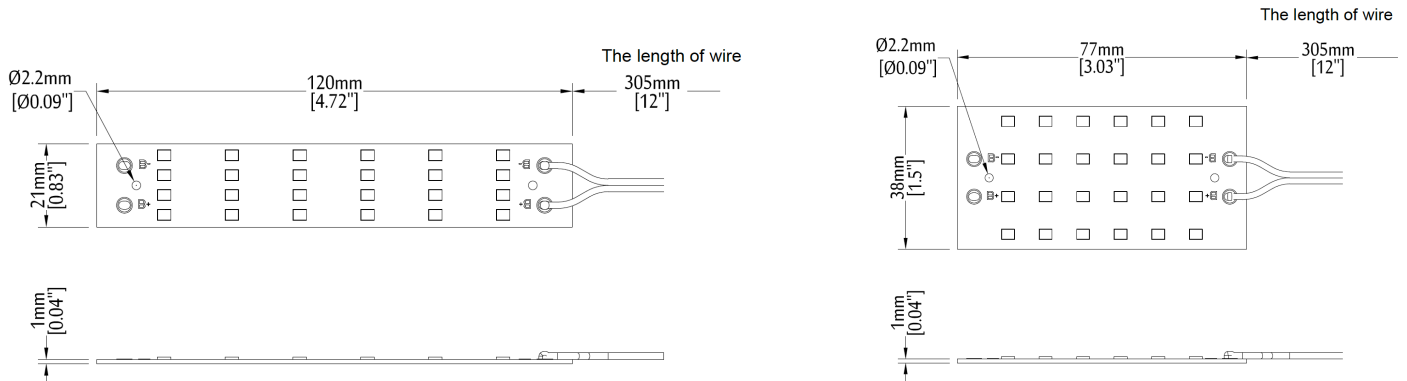 The length of wire
Ø2.2mm
[Ø0.09"]
120mm
[4.72"]
305mm
[12"]
21mm
[0.83"]
-
-
+
+
1mm
[0.04"]
The length of wire
Ø2.2mm
[Ø0.09"]
77mm
[3.03"]
305mm
[12"]
38mm
[1.5"]
-
-
+
+
1mm
[0.04"]